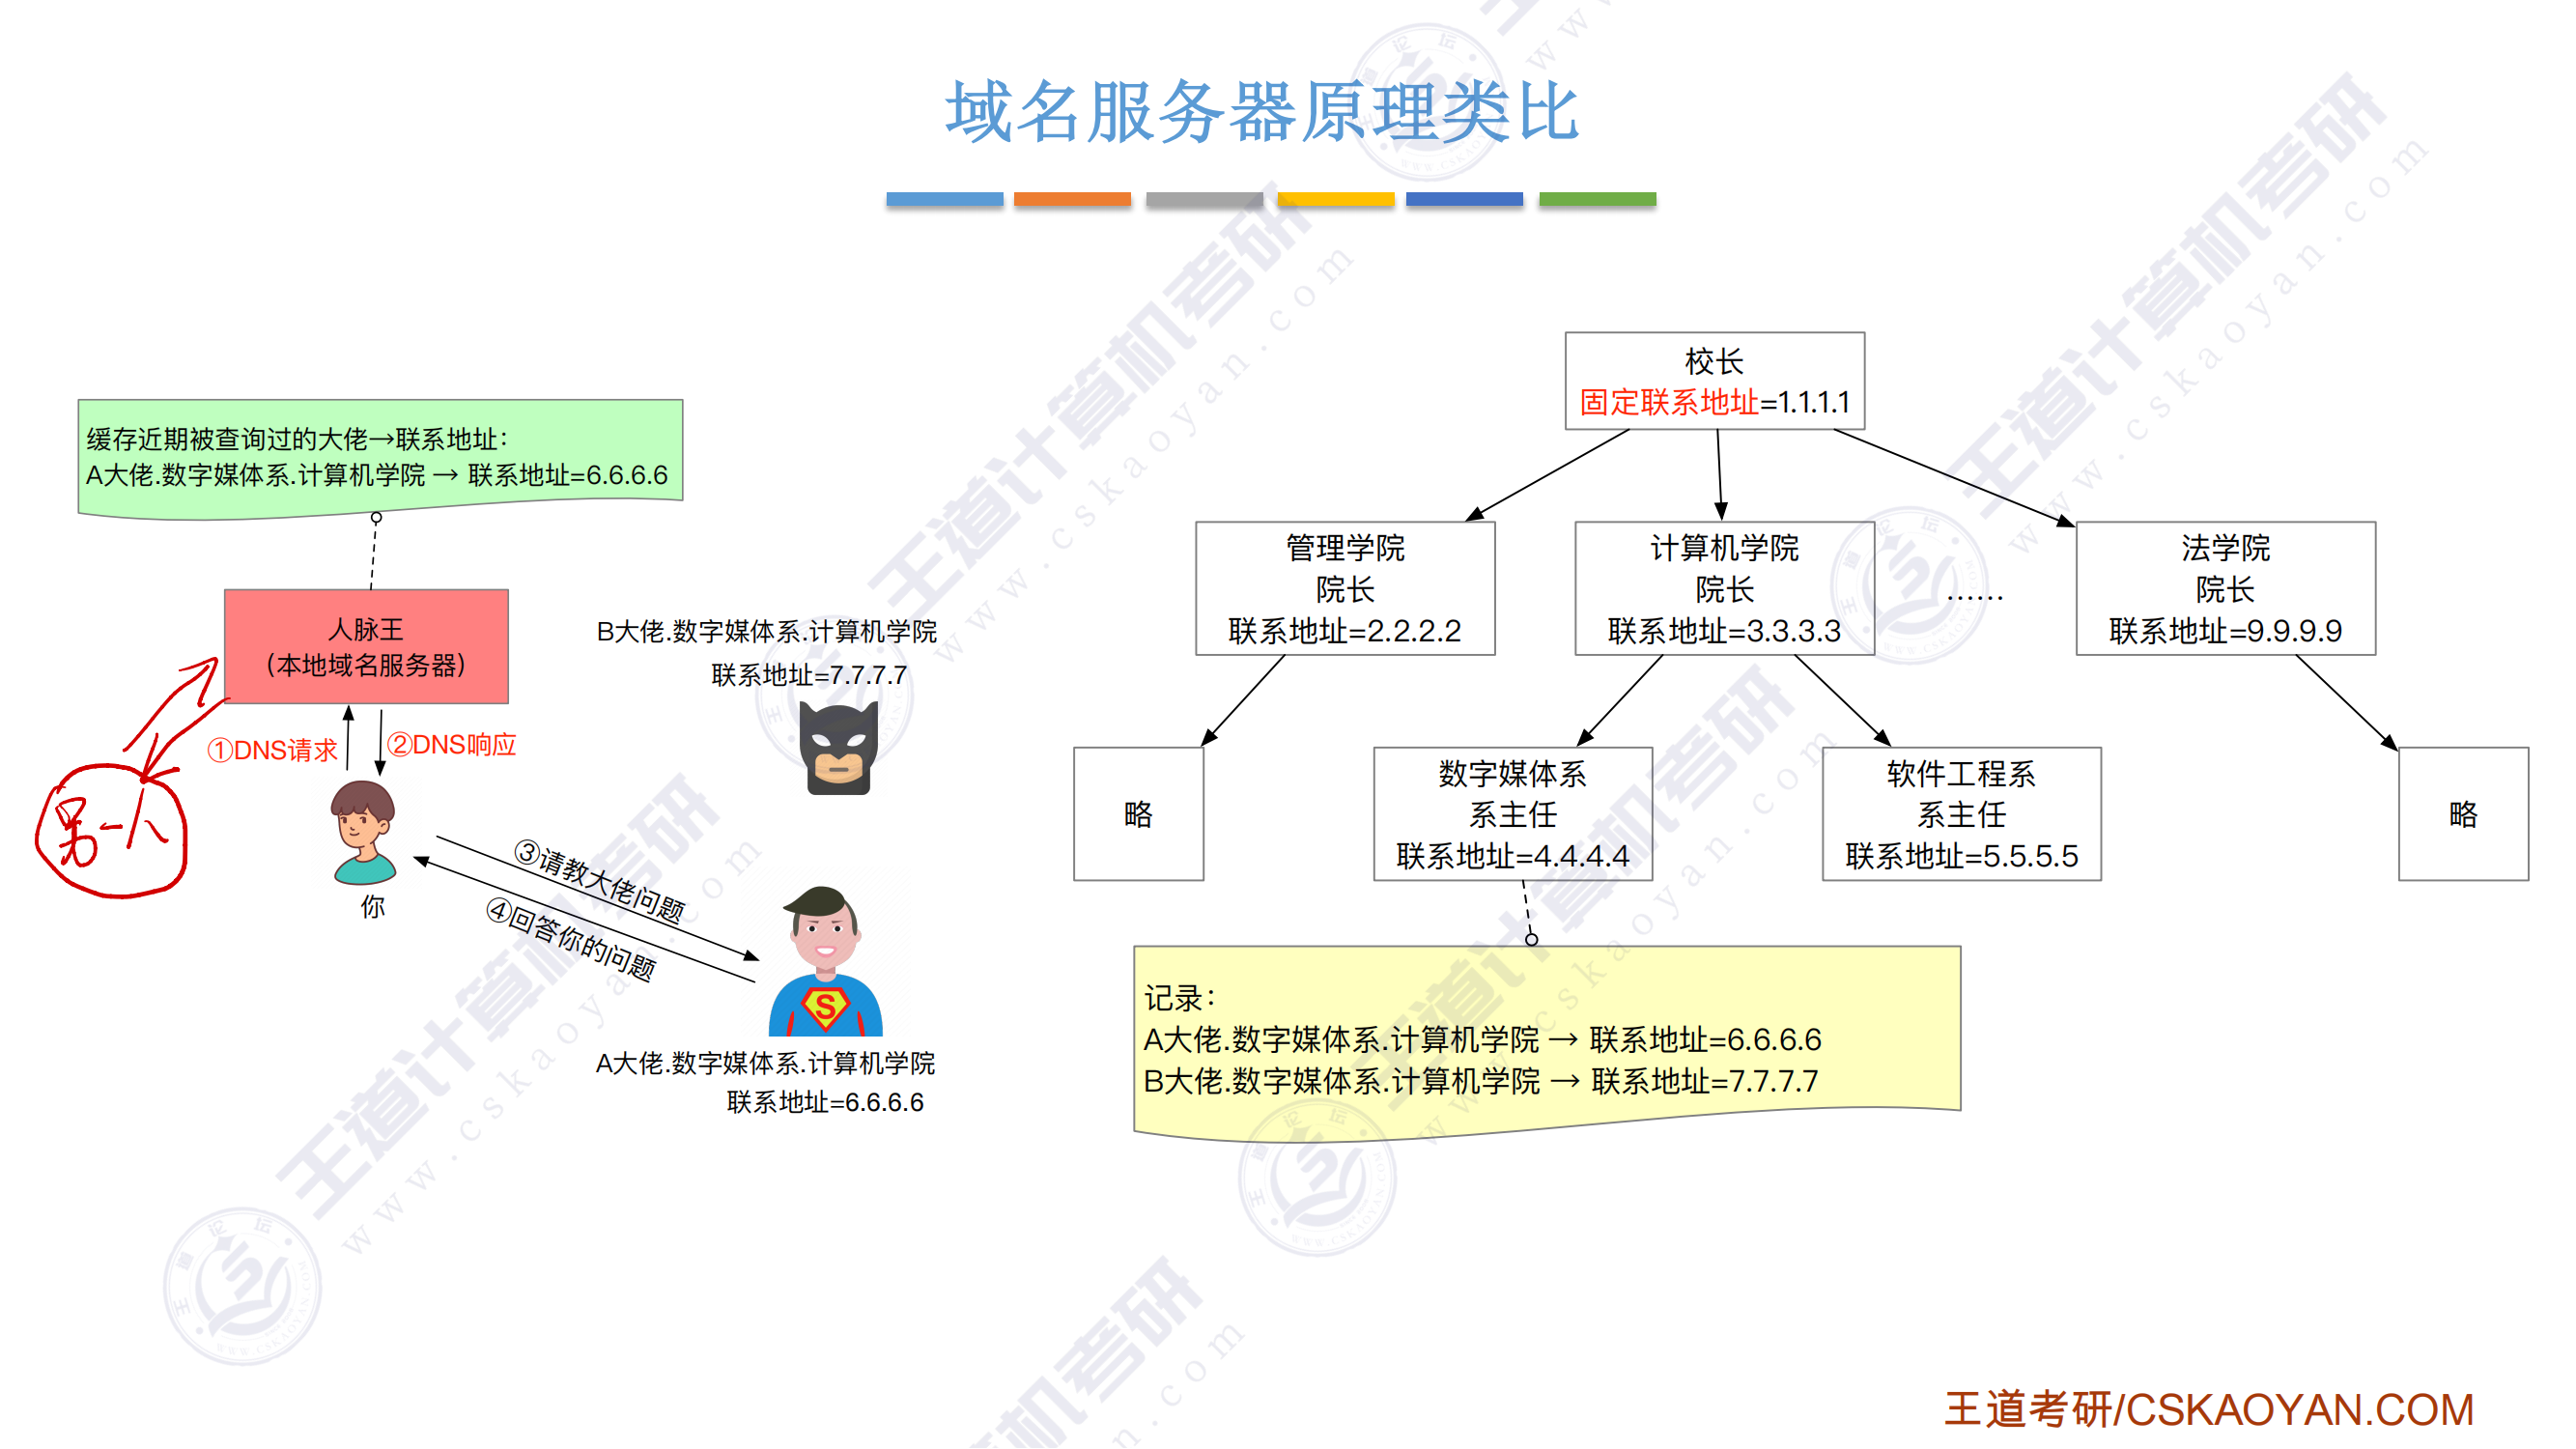 域名服务器原理类比
缓存近期被查询过的大佬→联系地址：
A大佬.数字媒体系.计算机学院 → 联系地址=6.6.6.6
人脉王
（本地域名服务器）
①DNS请求
②DNS响应
另一人
你
③请教大佬问题
④回答你的问题
B大佬.数字媒体系.计算机学院
联系地址=7.7.7.7
A大佬.数字媒体系.计算机学院
联系地址=6.6.6.6
校长
固定联系地址=1.1.1.1
管理学院
院长
联系地址=2.2.2.2
计算机学院
院长
联系地址=3.3.3.3
……
法学院
院长
联系地址=9.9.9.9
略
数字媒体系
系主任
联系地址=4.4.4.4
软件工程系
系主任
联系地址=5.5.5.5
略
记录：
A大佬.数字媒体系.计算机学院 → 联系地址=6.6.6.6
B大佬.数字媒体系.计算机学院 → 联系地址=7.7.7.7
王道计算机考研
www.cskaoyan.com
王道考研/CSKAOYAN.COM